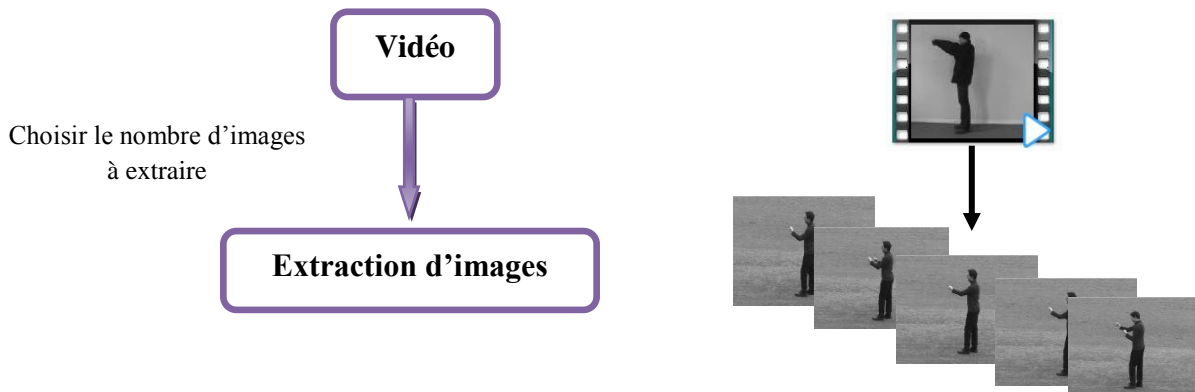 Vidéo
Choisir le nombre d’images
à extraire
Extraction d’images